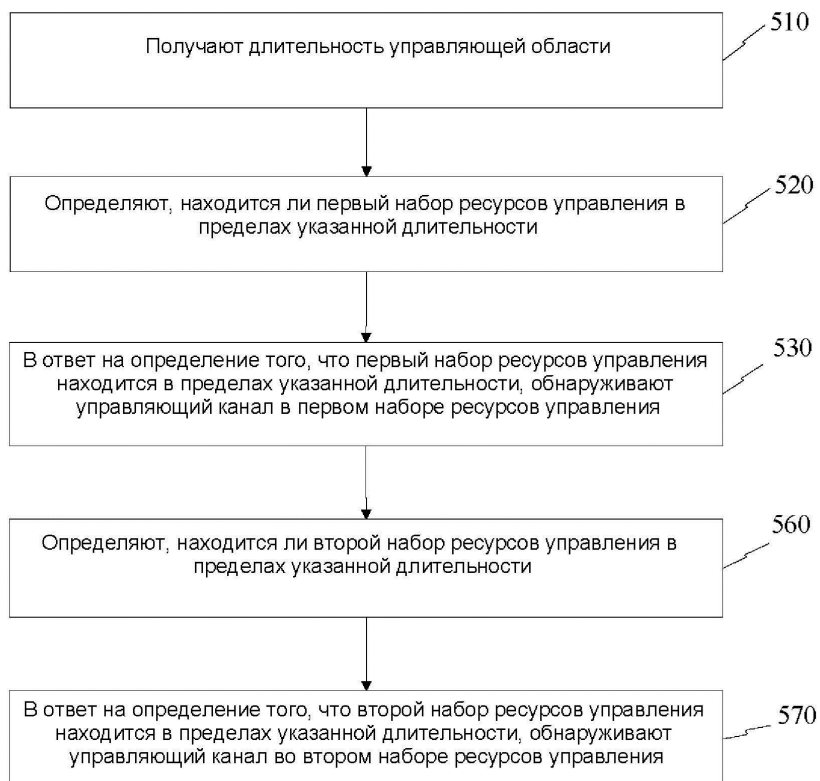 510
Получают длительность управляющей области
520
Определяют, находится ли первый набор ресурсов управления в
пределах указанной длительности
530
В ответ на определение того, что первый набор ресурсов управления
находится в пределах указанной длительности, обнаруживают
управляющий канал в первом наборе ресурсов управления
560
Определяют, находится ли второй набор ресурсов управления в
пределах указанной длительности
570
В ответ на определение того, что второй набор ресурсов управления
находится в пределах указанной длительности, обнаруживают
управляющий канал во втором наборе ресурсов управления